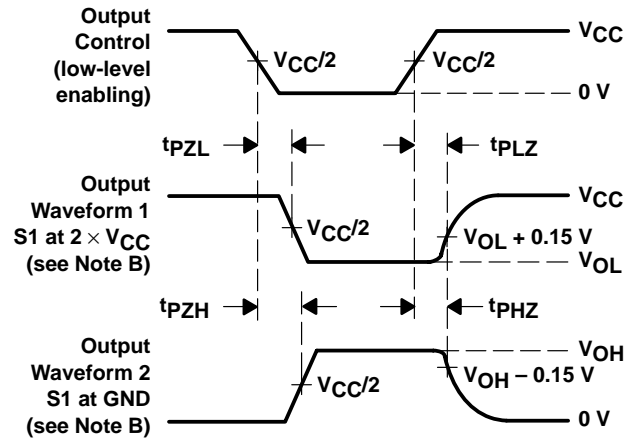 Output
Control
(low-level
enabling)
VCC/2
VCC/2
VCC
0 V
tPZL
tPLZ
Output
Waveform 1
S1 at 2 × VCC
(see Note B)
VCC/2
VCC
VOL + 0.15 V
VOL
tPZH
tPHZ
Output
Waveform 2
S1 at GND
(see Note B)
VCC/2
VOH
VOH – 0.15 V
0 V